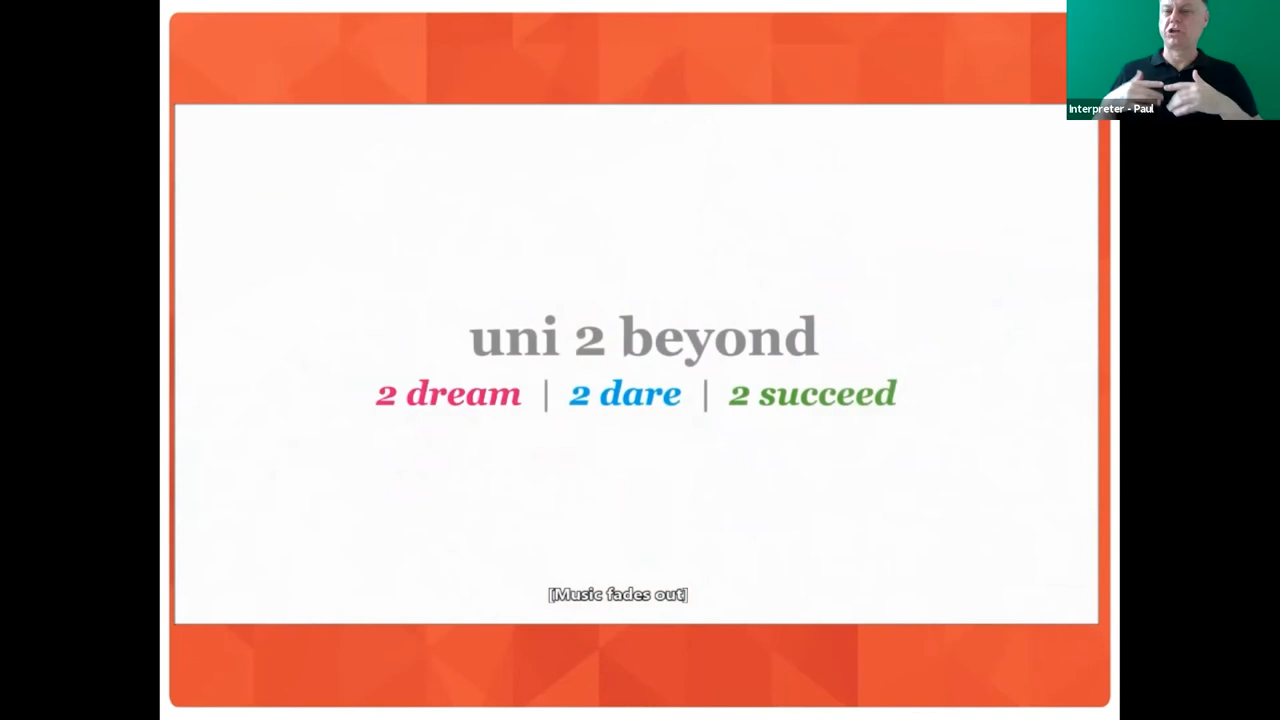 Interpreter - Paul
uni 2 beyond
2 dream | 2 dare | 2 succeed
[Music fades out]